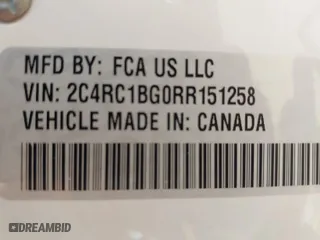 MFD BY: FCA US LLC
VIN: 2C4RC1BG0RR151258
VEHICLE MADE IN: CANADA
DREAMBID